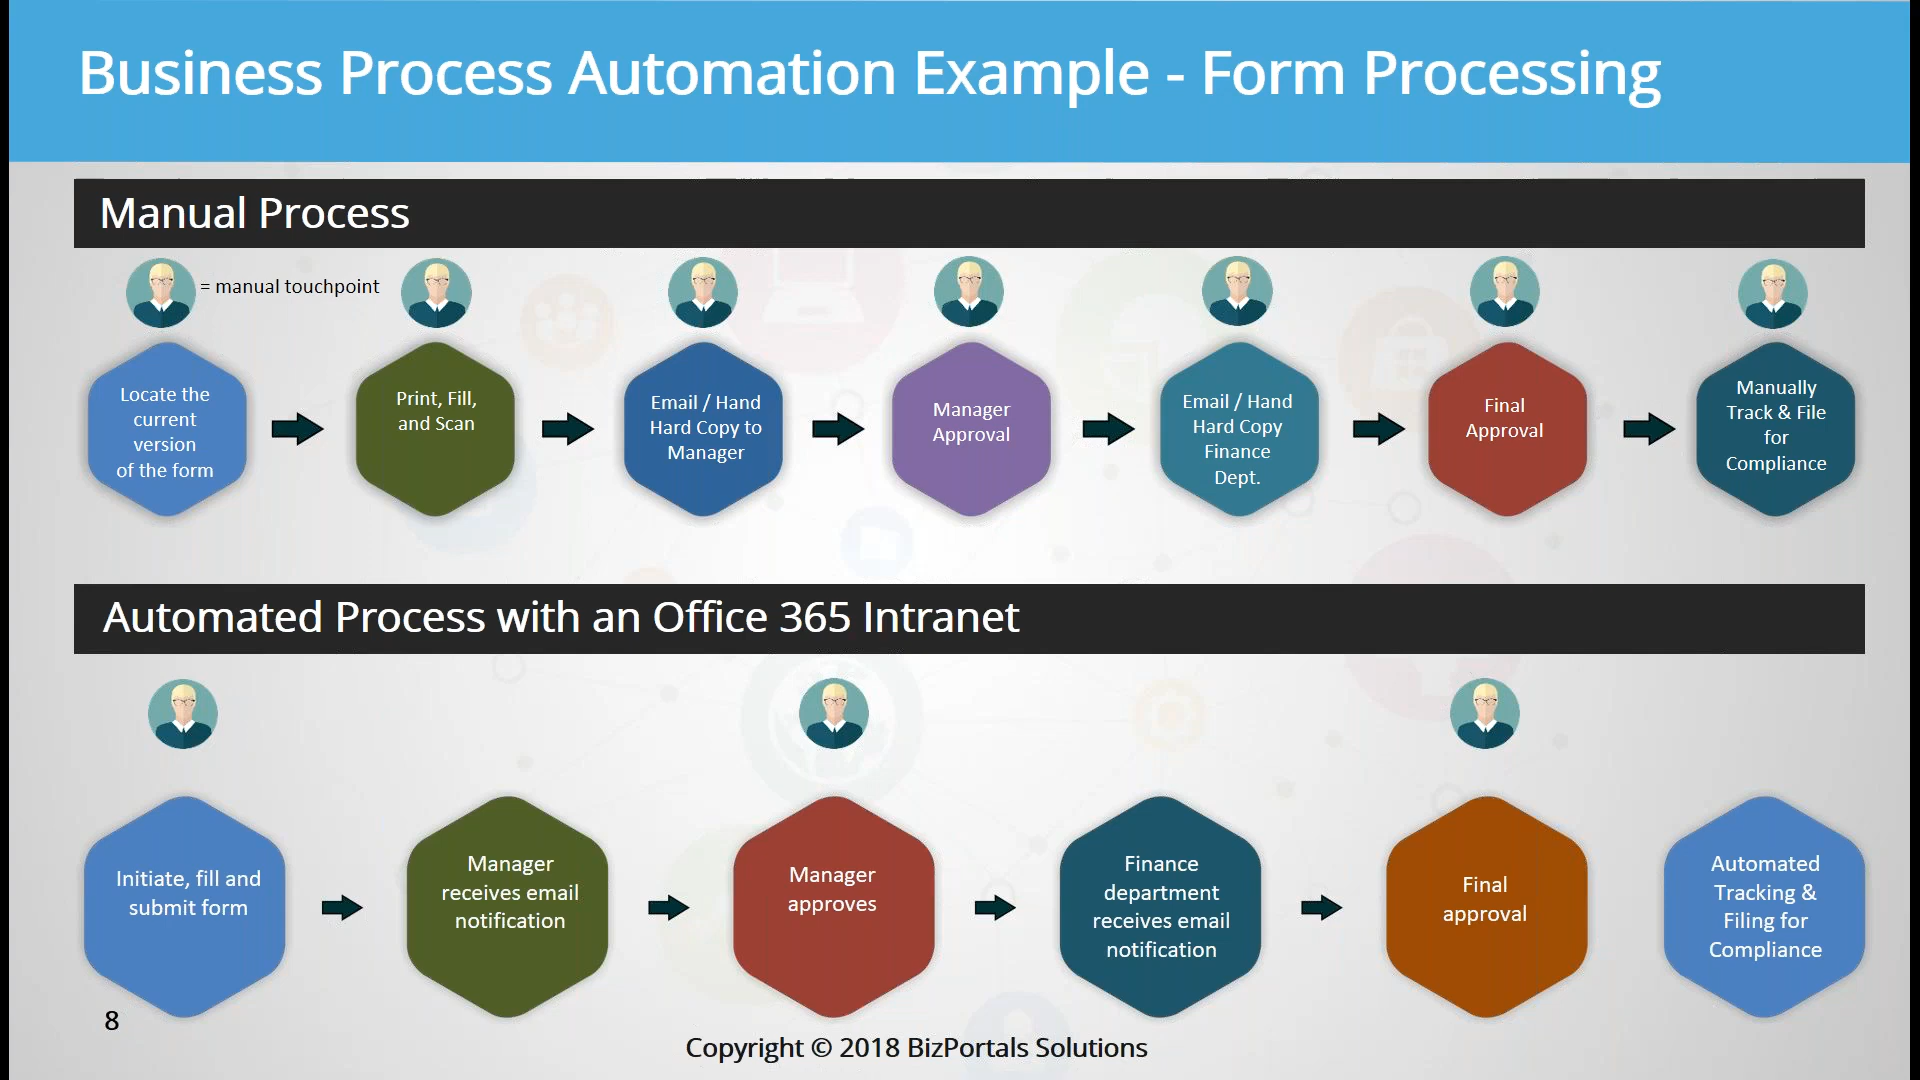 Business Process Automation Example - Form Processing
Manual Process
= manual touchpoint
Locate the
current
version
of the form
Print, Fill,
and Scan
Email / Hand
Hard Copy to
Manager
Manager
Approval
Email / Hand
Hard Copy
Finance
Dept.
Final
Approval
Manually
Track & File
for
Compliance
Automated Process with an Office 365 Intranet
Initiate, fill and
submit form
Manager
receives email
notification
Manager
approves
Finance
department
receives email
notification
Final
approval
Automated
Tracking &
Filing for
Compliance
8
Copyright © 2018 BizPortals Solutions